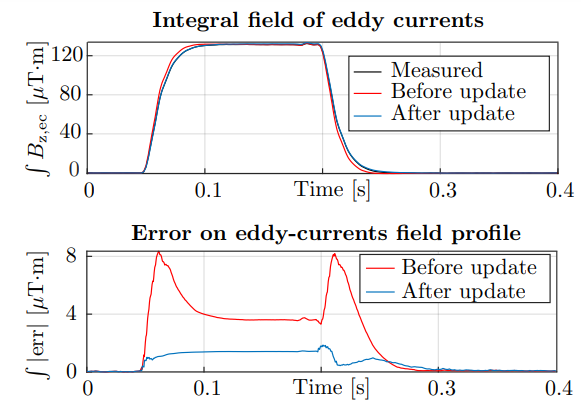 Integral field of eddy currents
∫ B_z,ec [μT·m]
120
80
40
0
Measured
Before update
After update
0 0.1 Time [s] 0.3 0.4
Error on eddy-currents field profile
∫ |err| [μT·m]
8
4
0
Before update
After update
0 0.1 Time [s] 0.3 0.4